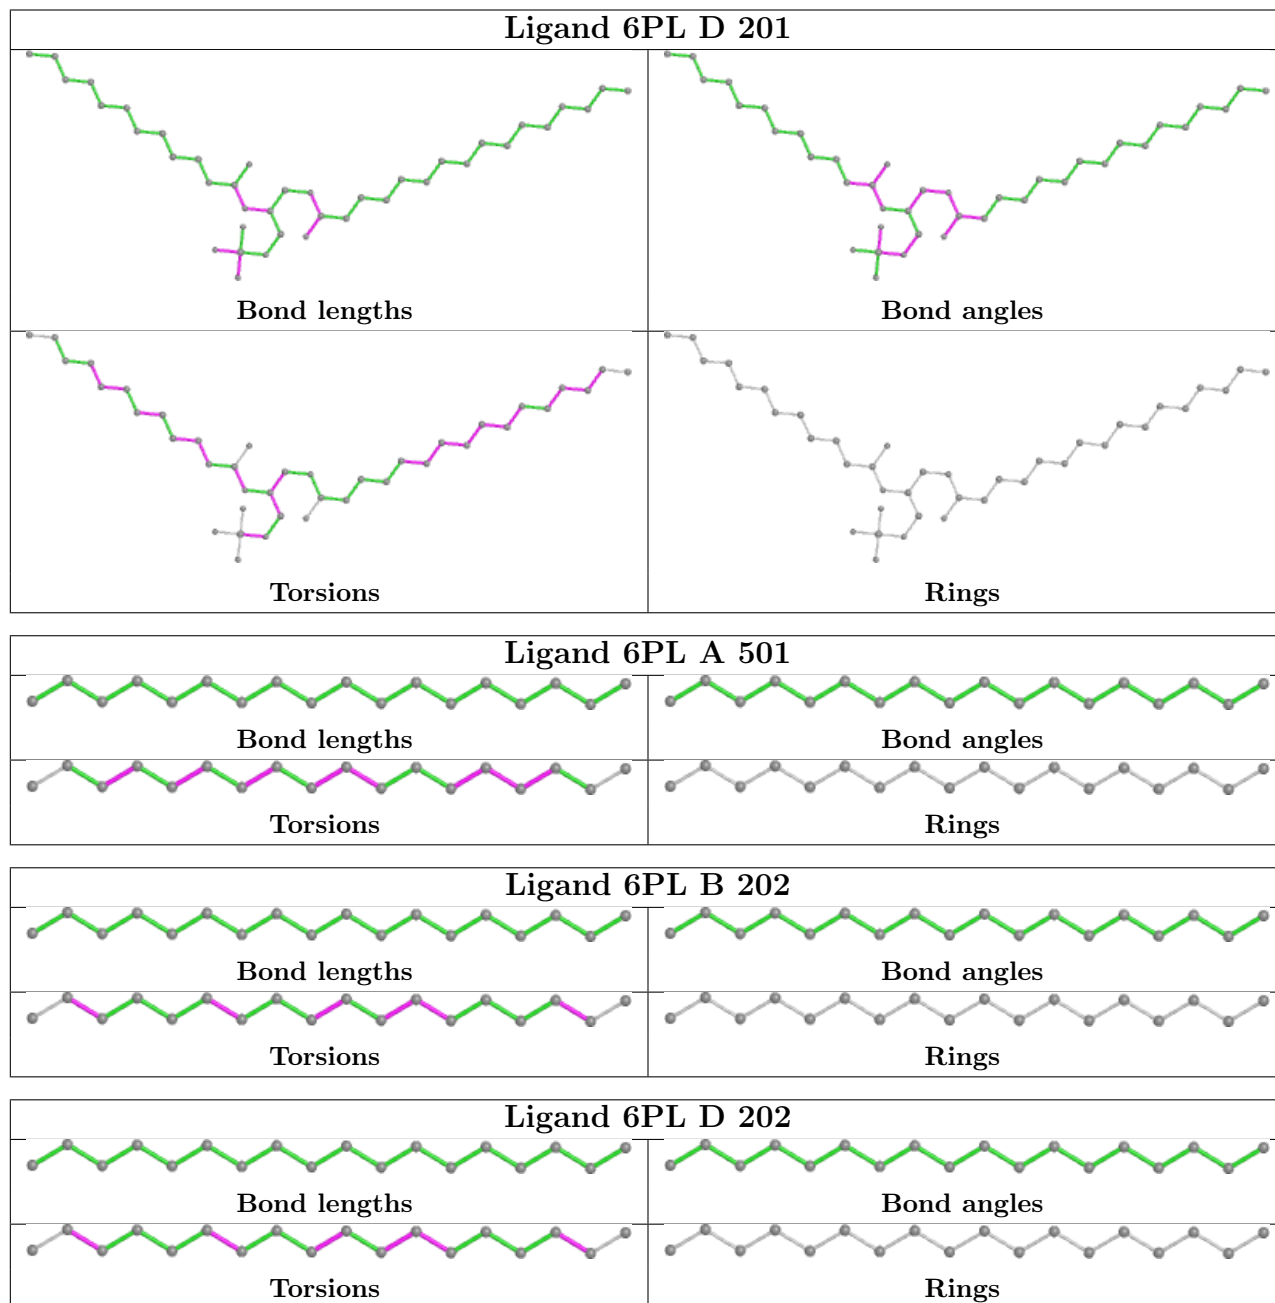 Ligand 6PL D 201
Bond lengths
Bond angles
Torsions
Rings
Ligand 6PL A 501
Bond lengths
Bond angles
Torsions
Rings
Ligand 6PL B 202
Bond lengths
Bond angles
Torsions
Rings
Ligand 6PL D 202
Bond lengths
Bond angles
Torsions
Rings